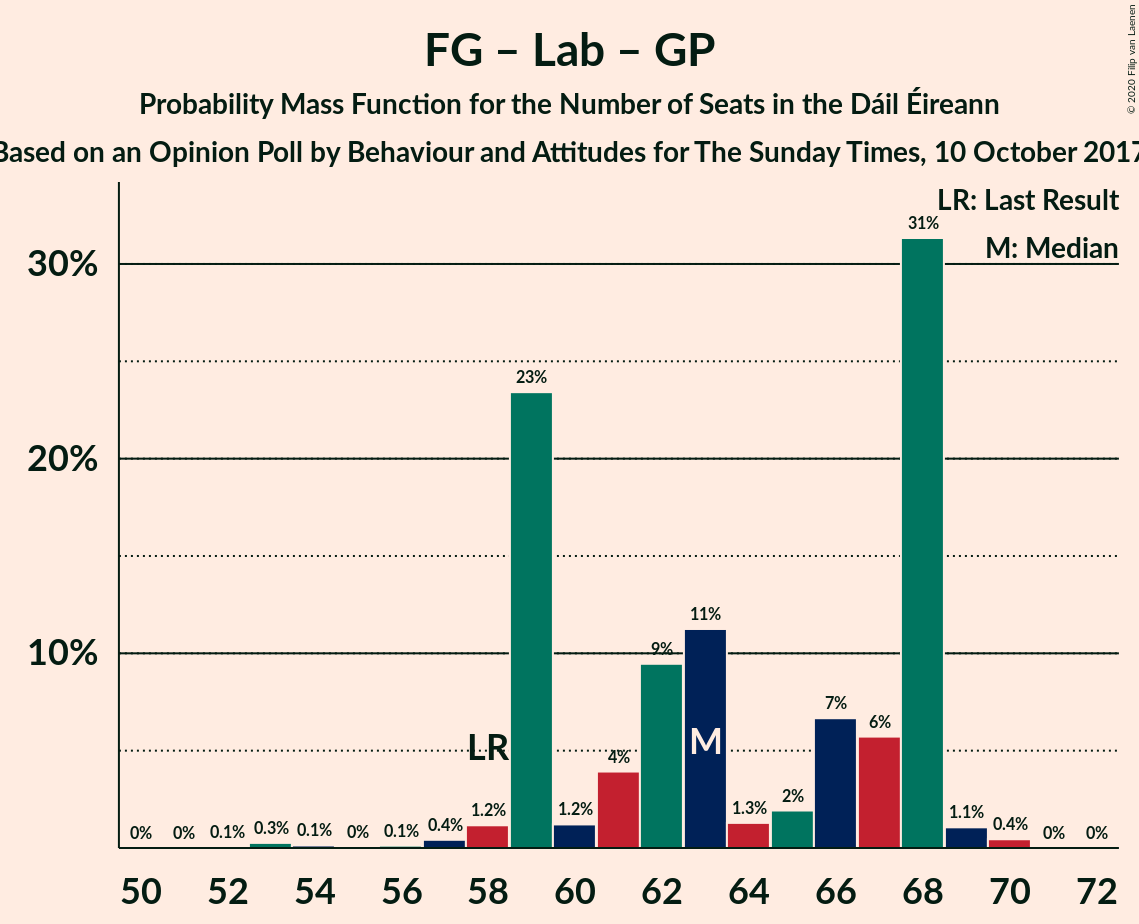 FG – Lab – GP
Probability Mass Function for the Number of Seats in the Dáil Éireann
Based on an Opinion Poll by Behaviour and Attitudes for The Sunday Times, 10 October 2017
© 2020 Filip van Laenen
LR: Last Result
M: Median
30%
20%
10%
0% 0% 0.1% 0.3% 0.1% 0% 0.1% 0.4% 1.2% 23% 1.2% 4% 9% 11% 1.3% 2% 7% 6% 31% 1.1% 0.4% 0% 0%
LR
M
50 52 54 56 58 60 62 64 66 68 70 72